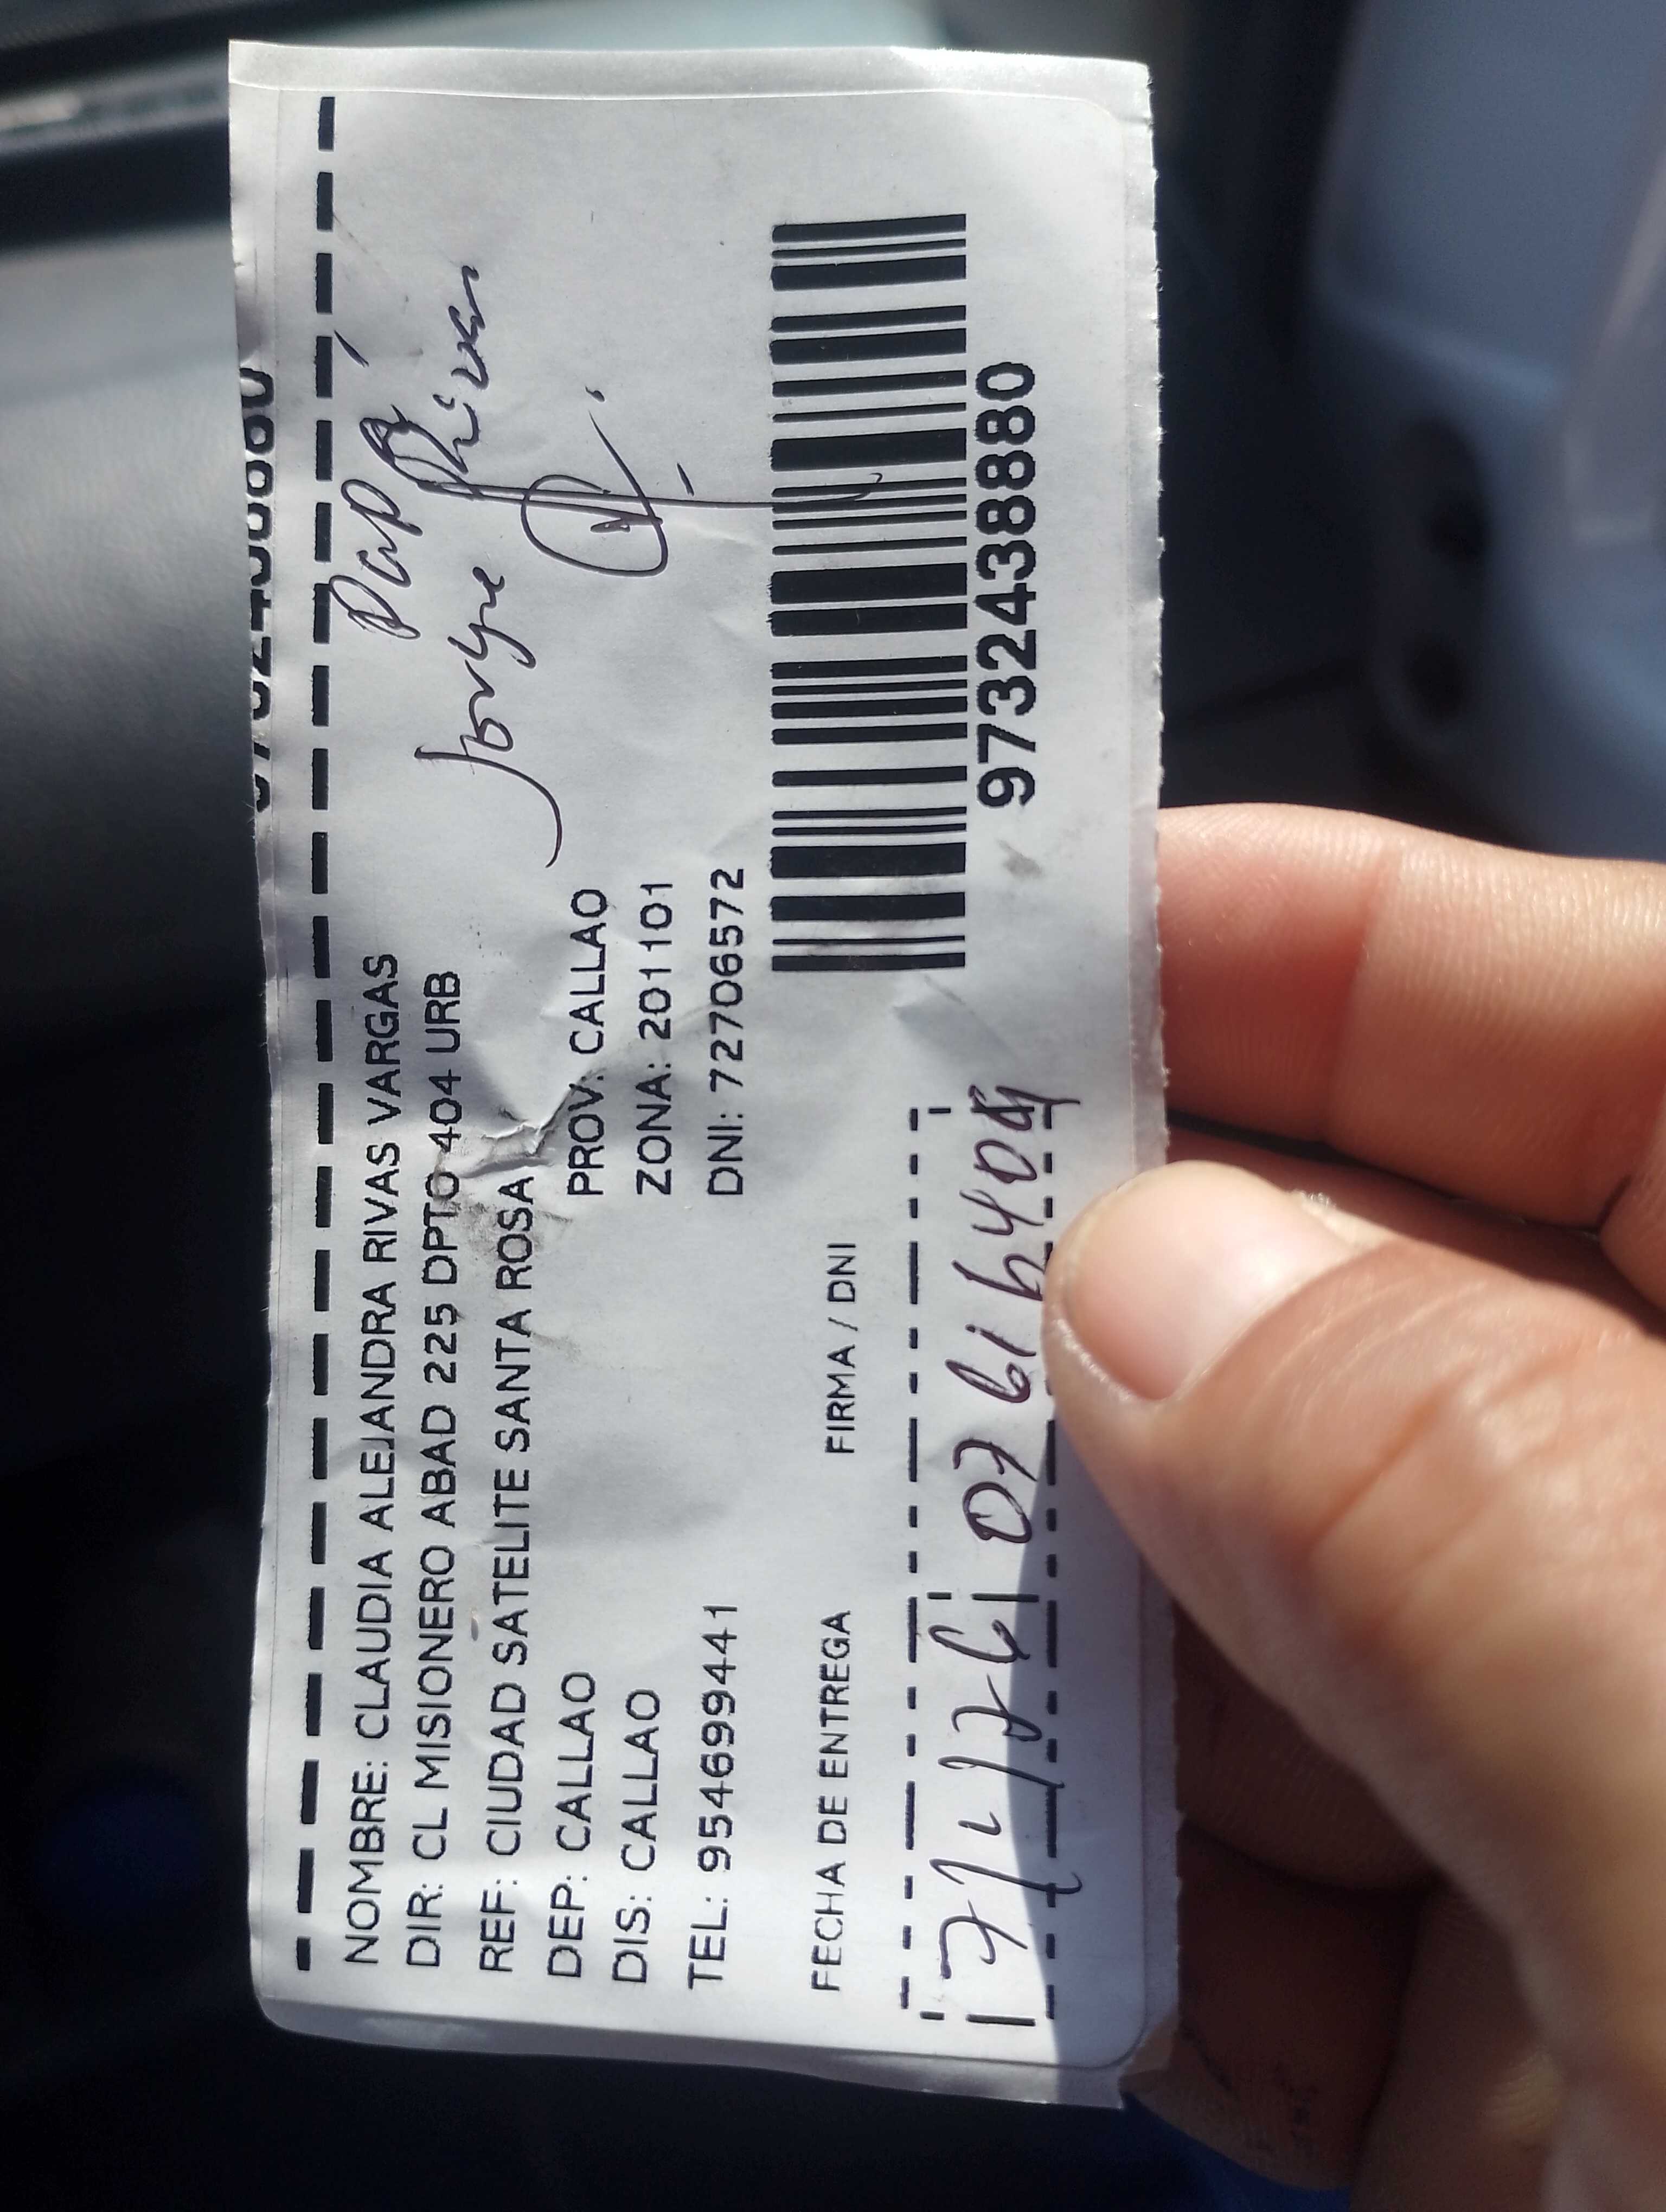 NOMBRE: CLAUDIA ALEJANDRA RIVAS VARGAS
DIR: CL MISIONERO ABAD 225 DPTO 404 URB
REF: CIUDAD SATELITE SANTA ROSA
DEP: CALLAO PROV: CALLAO
DIS: CALLAO ZONA: 201101
TEL: 954699441 DNI: 72706572
Papá
Jorge Rivas
FECHA DE ENTREGA FIRMA / DNI
9732438880